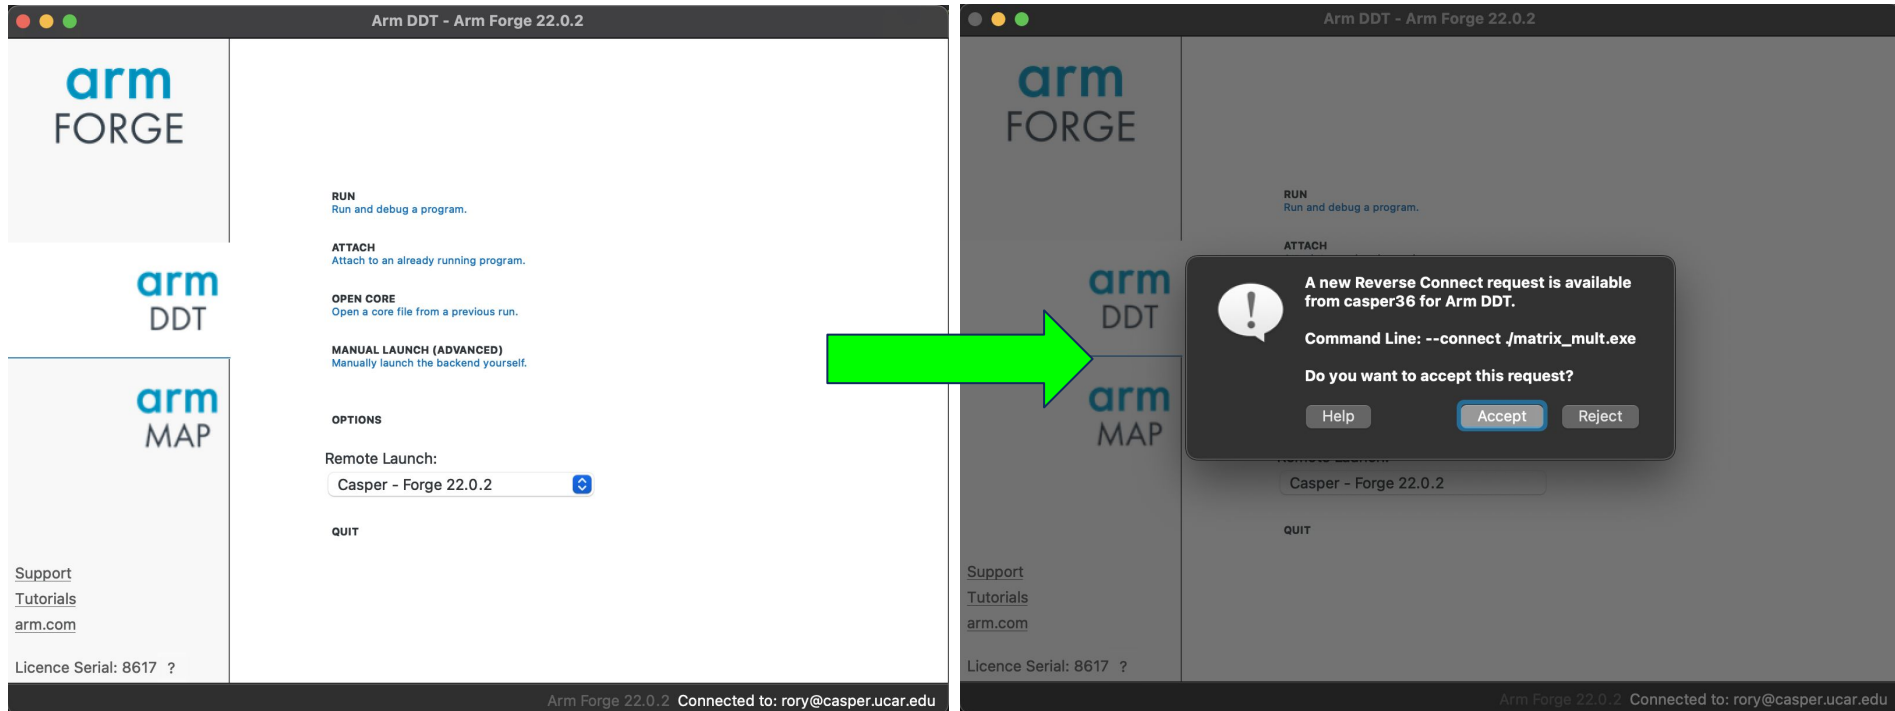 Arm DDT - Arm Forge 22.0.2
arm
FORGE
RUN
Run and debug a program.
ATTACH
Attach to an already running program.
arm
DDT
OPEN CORE
Open a core file from a previous run.
MANUAL LAUNCH (ADVANCED)
Manually launch the backend yourself.
arm
MAP
OPTIONS
Remote Launch:
Casper - Forge 22.0.2
QUIT
Support
Tutorials
arm.com
Licence Serial: 8617 ?
Arm Forge 22.0.2 Connected to: rory@casper.ucar.edu
Arm DDT - Arm Forge 22.0.2
arm
FORGE
RUN
Run and debug a program.
ATTACH
arm
DDT
A new Reverse Connect request is available
from casper36 for Arm DDT.
Command Line: --connect ./matrix_mult.exe
Do you want to accept this request?
Help
Accept
Reject
arm
MAP
Remote Launch:
Casper - Forge 22.0.2
QUIT
Support
Tutorials
arm.com
Licence Serial: 8617 ?
Arm Forge 22.0.2 Connected to: rory@casper.ucar.edu